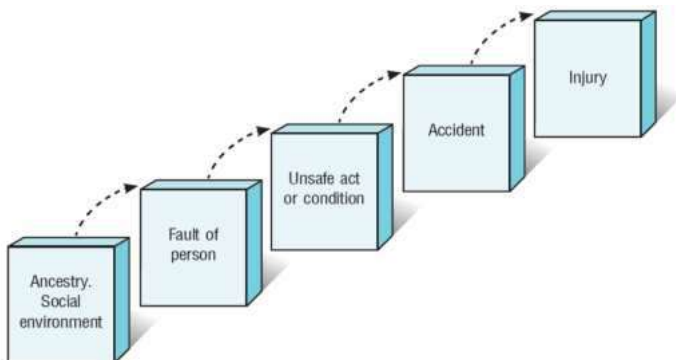 Ancestry.
Social
environment
Fault of
person
Unsafe act
or condition
Accident
Injury